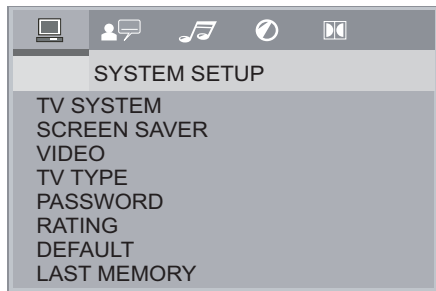 SYSTEM SETUP
TV SYSTEM
SCREEN SAVER
VIDEO
TV TYPE
PASSWORD
RATING
DEFAULT
LAST MEMORY